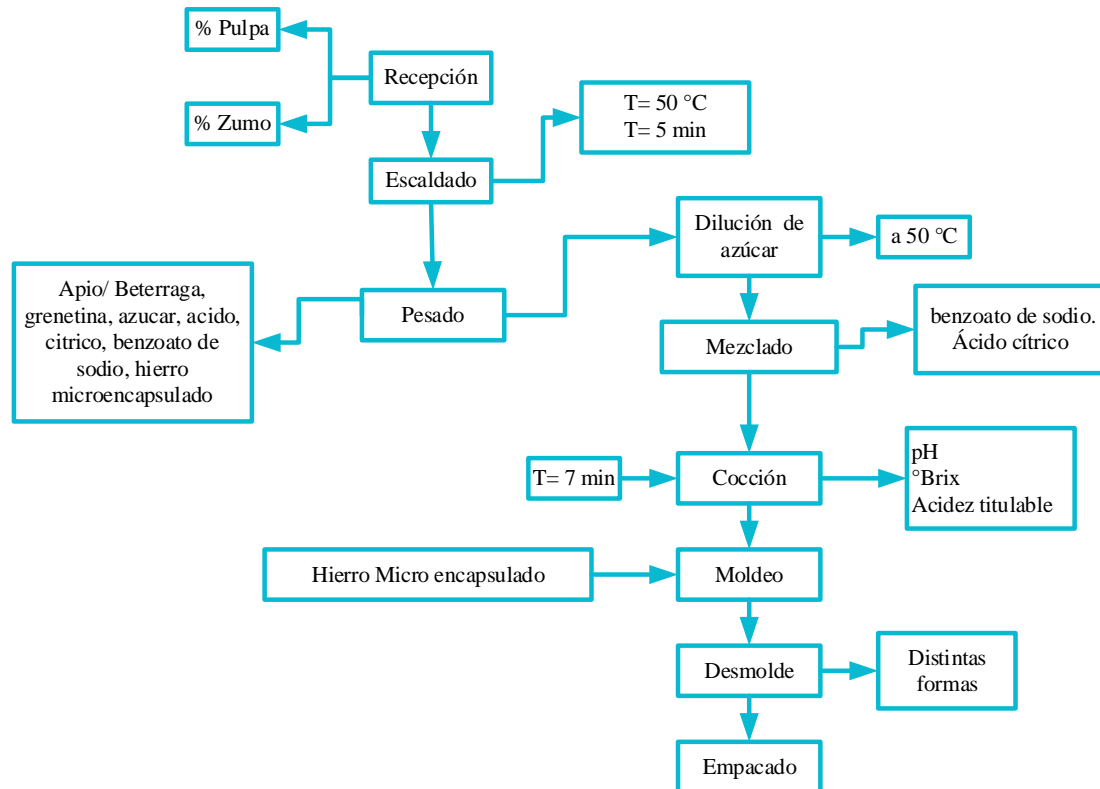 % Pulpa
Recepción
% Zumo
T= 50 °C
T= 5 min
Escaldado
Dilución de
azúcar
a 50 °C
Apio/ Beterraga,
grenetina, azucar, acido,
citrico, benzoato de
sodio, hierro
microencapsulado
Pesado
Mezclado
benzoato de sodio.
Ácido cítrico
T= 7 min
Cocción
pH
°Brix
Acidez titulable
Hierro Micro encapsulado
Moldeo
Desmolde
Distintas
formas
Empacado